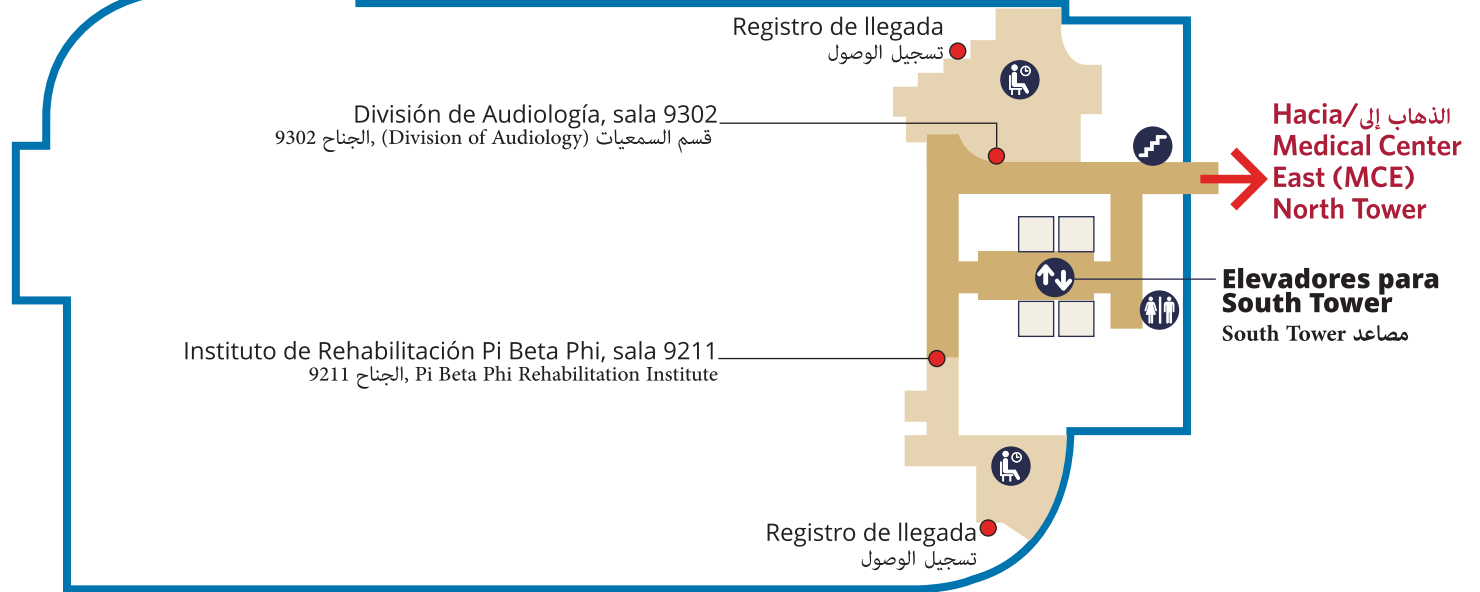 Registro de llegada
تسجيل الوصول
División de Audiología, sala 9302
قسم السمعيات (Division of Audiology), الجناح 9302
Hacia/الذهاب إلى
Medical Center
East (MCE)
North Tower
Elevadores para
South Tower
مصاعد South Tower
Instituto de Rehabilitación Pi Beta Phi, sala 9211
Pi Beta Phi Rehabilitation Institute, الجناح 9211
Registro de llegada
تسجيل الوصول